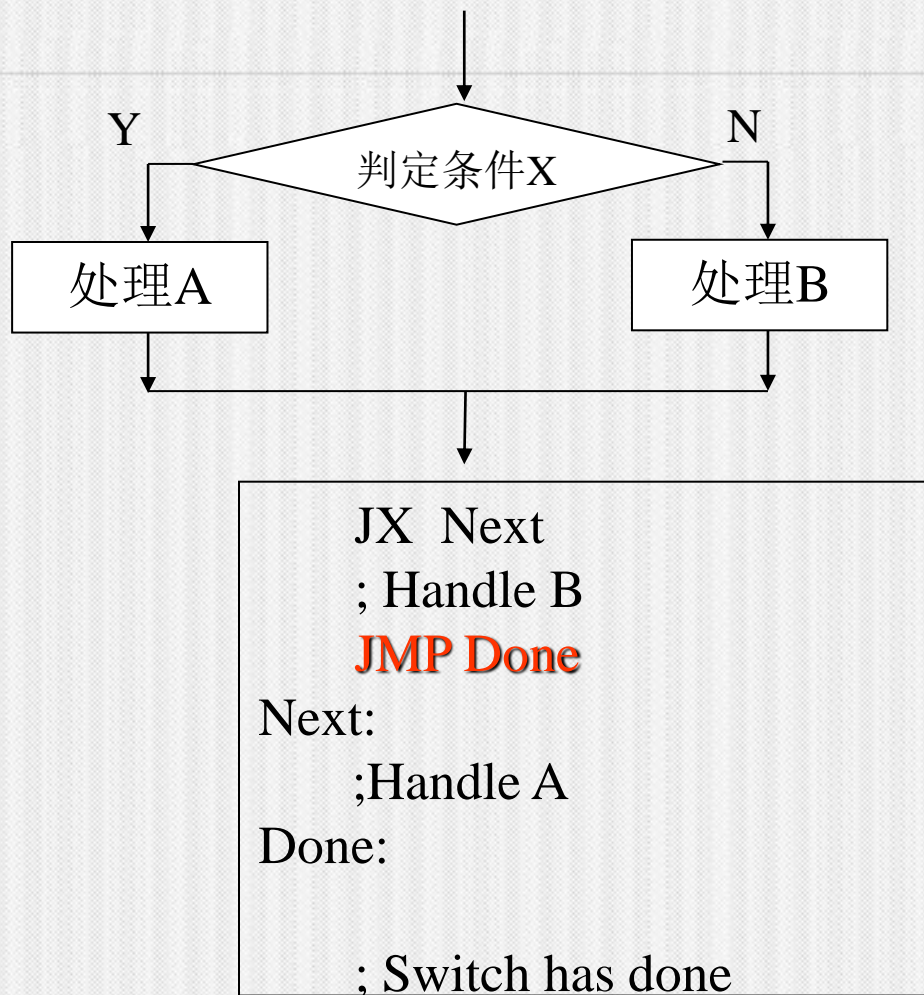 Y
N
判定条件X
处理A
处理B
JX Next
; Handle B
JMP Done
Next:
;Handle A
Done:
; Switch has done